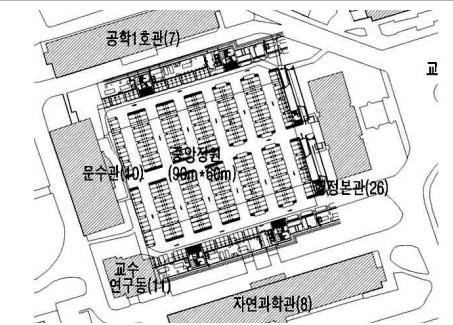 공학1호관(7)
교
중앙정원
(90m*60m)
문수관(10)
행정본관(26)
교수
연구동(11)
자연과학관(8)